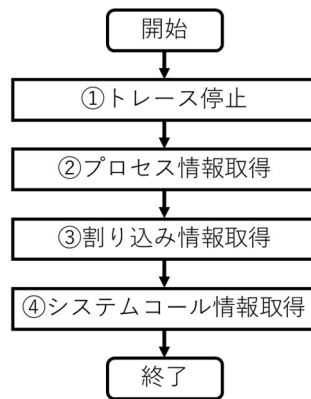 開始
①トレース停止
②プロセス情報取得
③割り込み情報取得
④システムコール情報取得
終了